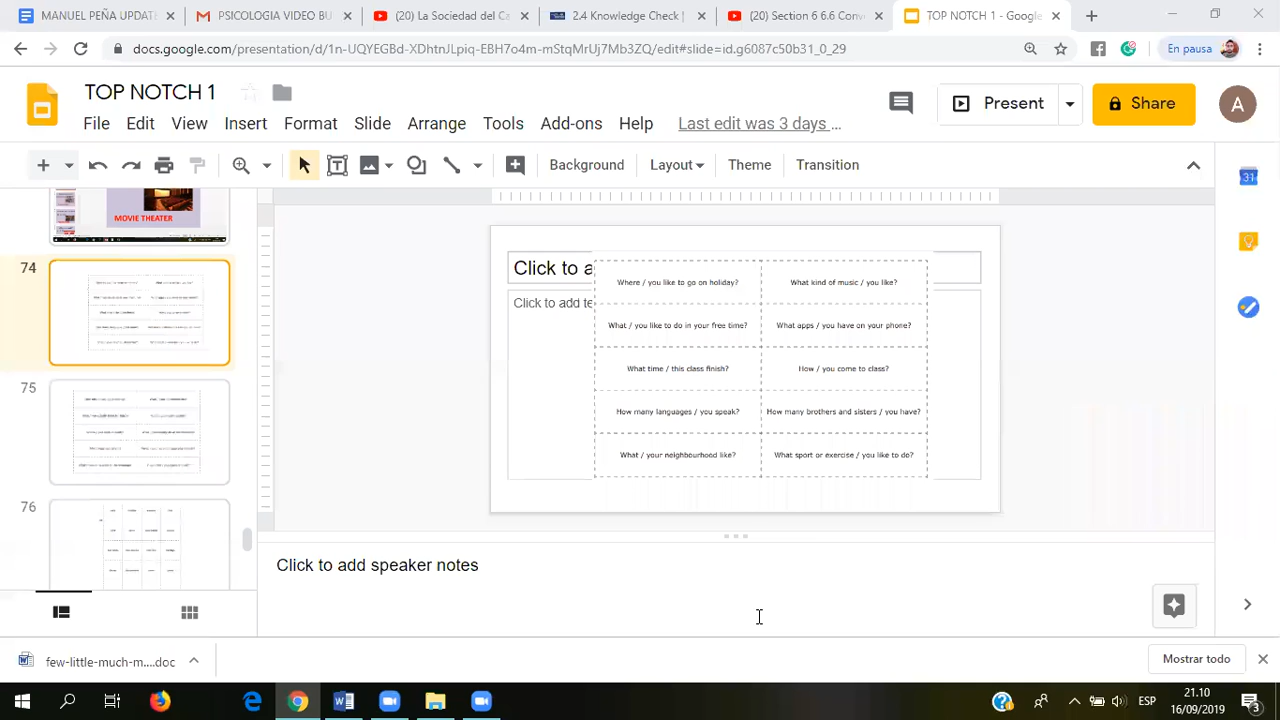 MANUEL PEÑA UPDAT
PSICOLOGIA VIDEO BU
(20) La Sociedad del Ca
2.4 Knowledge Check |
(20) Section 6 6.6 Conv
TOP NOTCH 1 - Google
docs.google.com/presentation/d/1n-UQYEGBd-XDhtnJLpiq-EBH7o4m-mStqMrUj7Mb3ZQ/edit#slide=id.g6087c50b31_0_29
En pausa
TOP NOTCH 1
File Edit View Insert Format Slide Arrange Tools Add-ons Help Last edit was 3 days ...
Present
Share
A
Background Layout Theme Transition
31
MOVIE THEATER
74
75
76
Click to a
Click to add te
Where / you like to go on holiday? What kind of music / you like?
What / you like to do in your free time? What apps / you have on your phone?
What time / this class finish? How / you come to class?
How many languages / you speak? How many brothers and sisters / you have?
What / your neighbourhood like? What sport or exercise / you like to do?
Click to add speaker notes
few-little-much-m....doc
Mostrar todo
ESP
21.10
16/09/2019
3